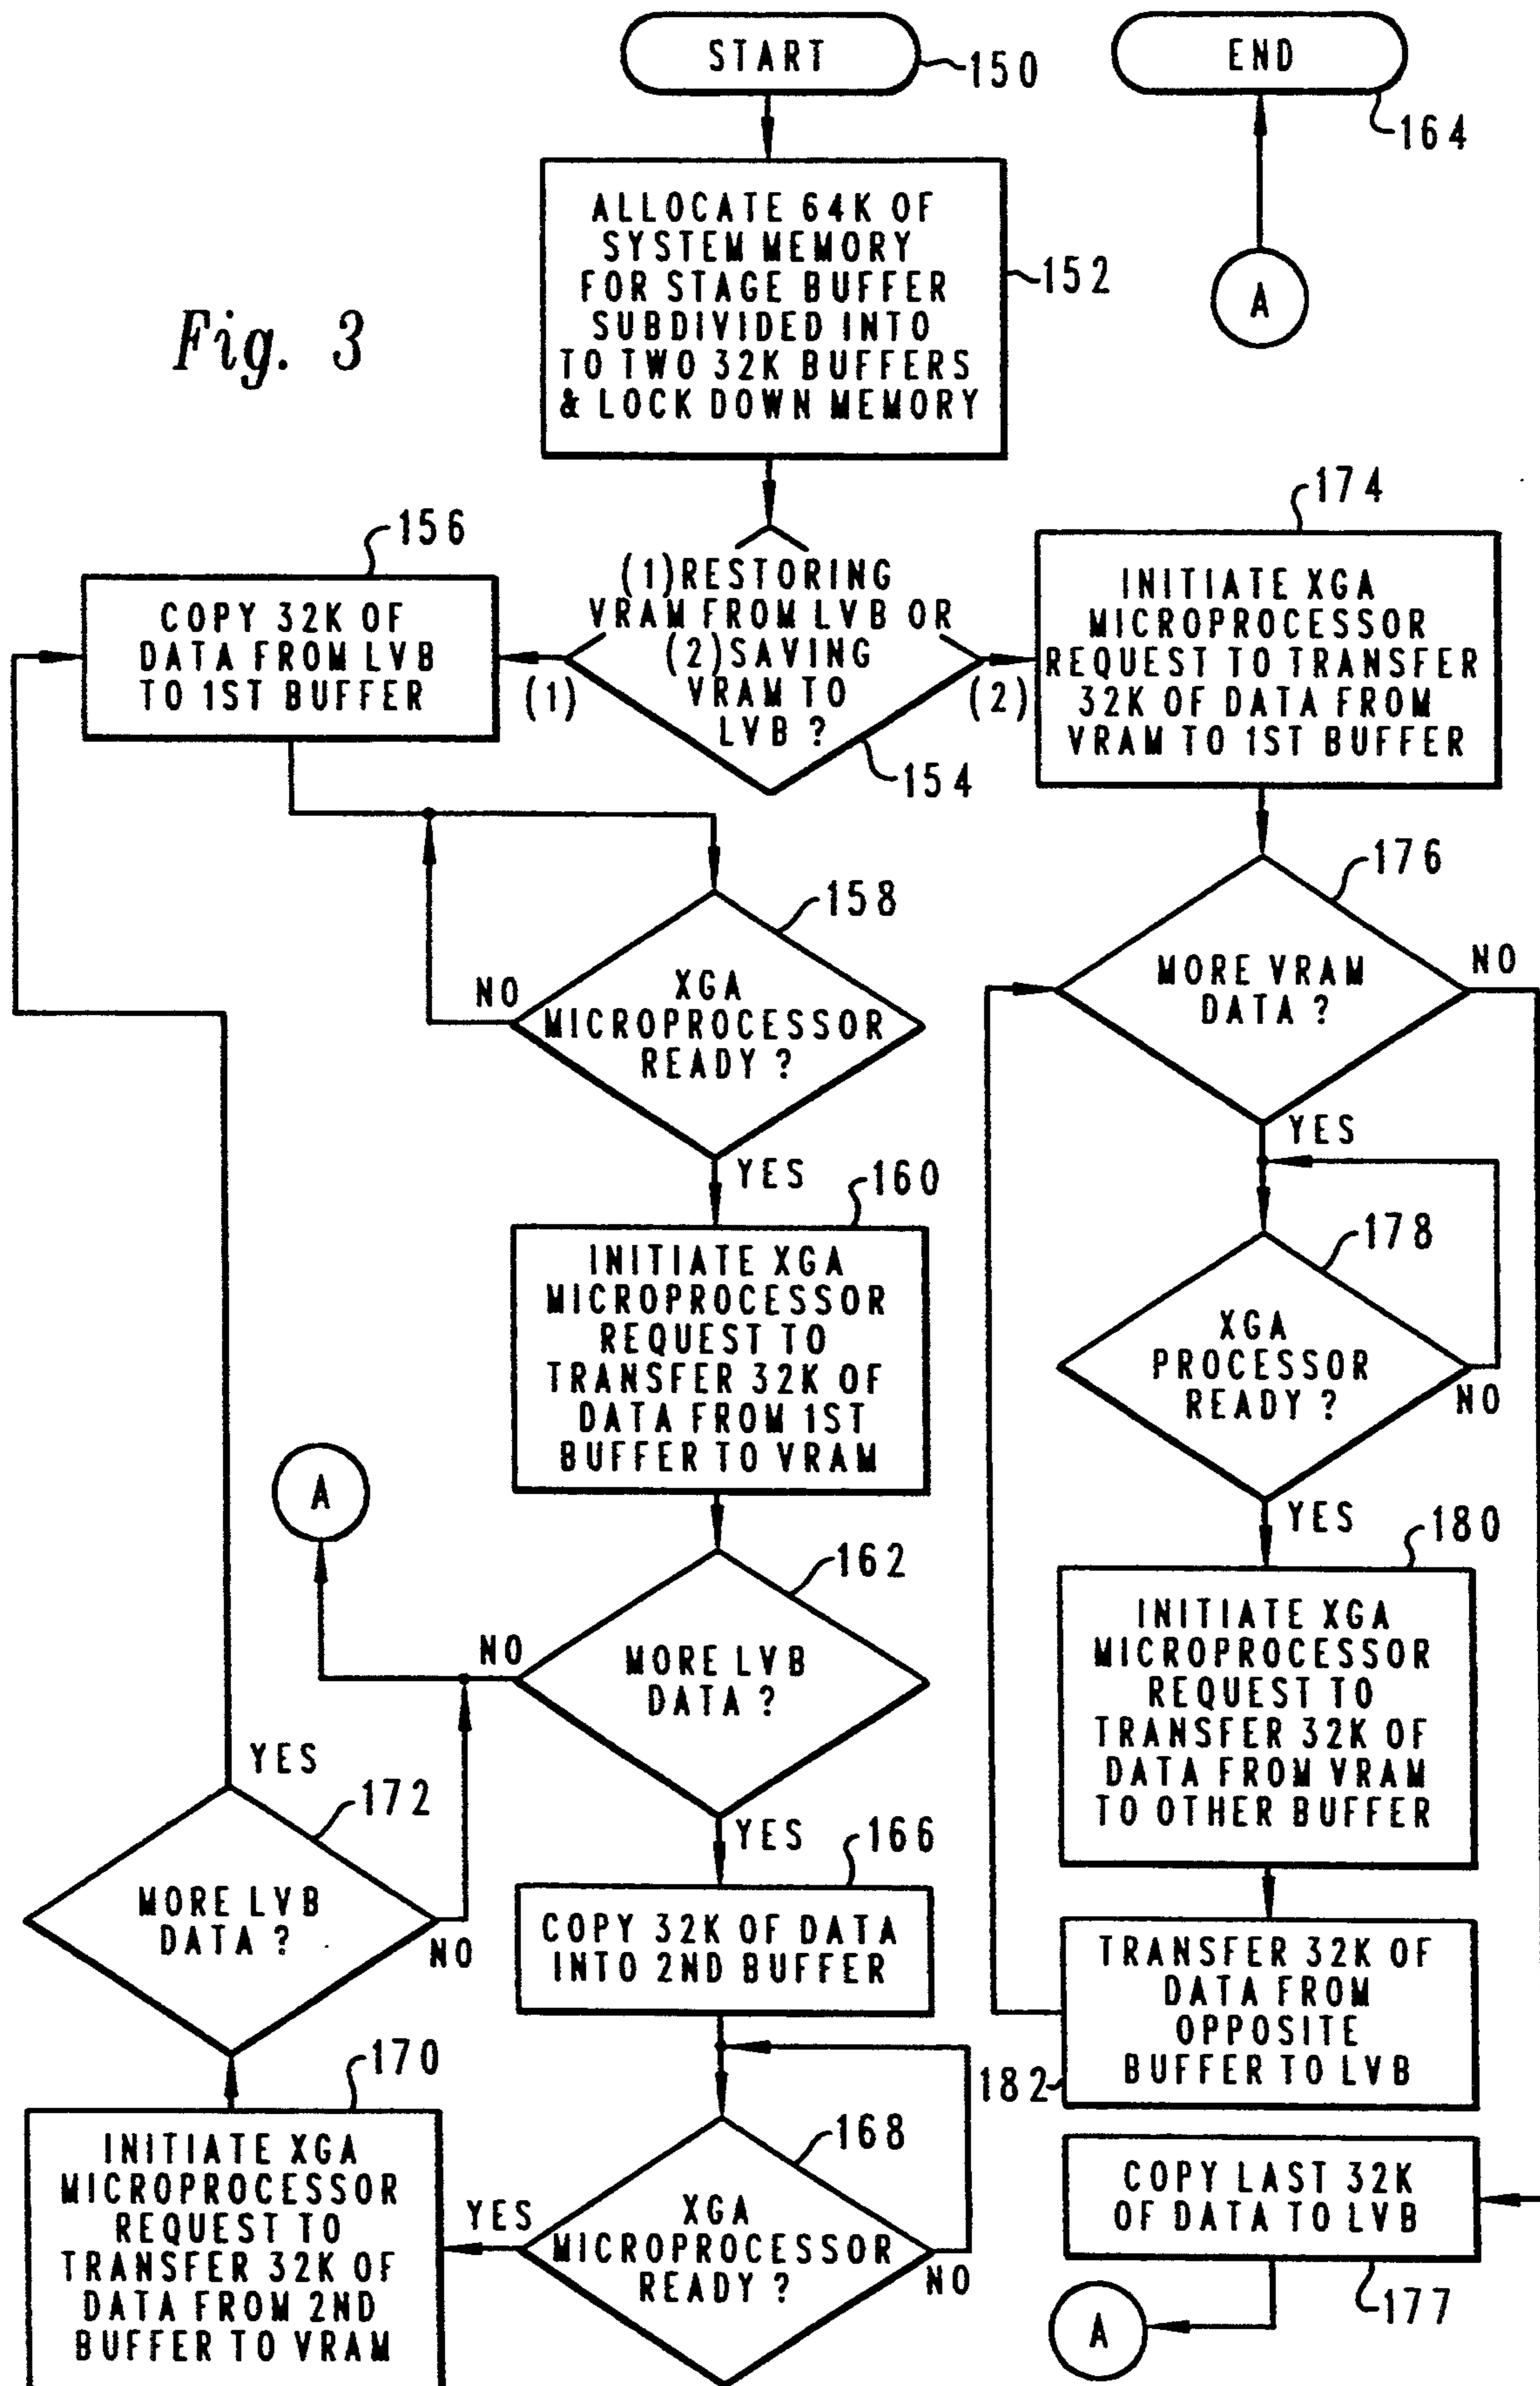 START
150
END
164
ALLOCATE 64K OF
SYSTEM MEMORY
FOR STAGE BUFFER
SUBDIVIDED INTO
TO TWO 32K BUFFERS
& LOCK DOWN MEMORY
152
A
Fig. 3
156
COPY 32K OF
DATA FROM LVB
TO 1ST BUFFER
(1)RESTORING
VRAM FROM LVB OR
(2)SAVING
VRAM TO
LVB ?
(1)
(2)
154
174
INITIATE XGA
MICROPROCESSOR
REQUEST TO TRANSFER
32K OF DATA FROM
VRAM TO 1ST BUFFER
158
XGA
MICROPROCESSOR
READY ?
NO
YES
176
MORE VRAM
DATA ?
NO
YES
160
INITIATE XGA
MICROPROCESSOR
REQUEST TO
TRANSFER 32K OF
DATA FROM 1ST
BUFFER TO VRAM
178
XGA
PROCESSOR
READY ?
NO
YES
A
162
MORE LVB
DATA ?
NO
YES
180
INITIATE XGA
MICROPROCESSOR
REQUEST TO
TRANSFER 32K OF
DATA FROM VRAM
TO OTHER BUFFER
YES
172
MORE LVB
DATA ?
NO
166
COPY 32K OF DATA
INTO 2ND BUFFER
TRANSFER 32K OF
DATA FROM
OPPOSITE
BUFFER TO LVB
182
170
INITIATE XGA
MICROPROCESSOR
REQUEST TO
TRANSFER 32K OF
DATA FROM 2ND
BUFFER TO VRAM
168
YES
XGA
MICROPROCESSOR
READY ?
NO
COPY LAST 32K
OF DATA TO LVB
177
A